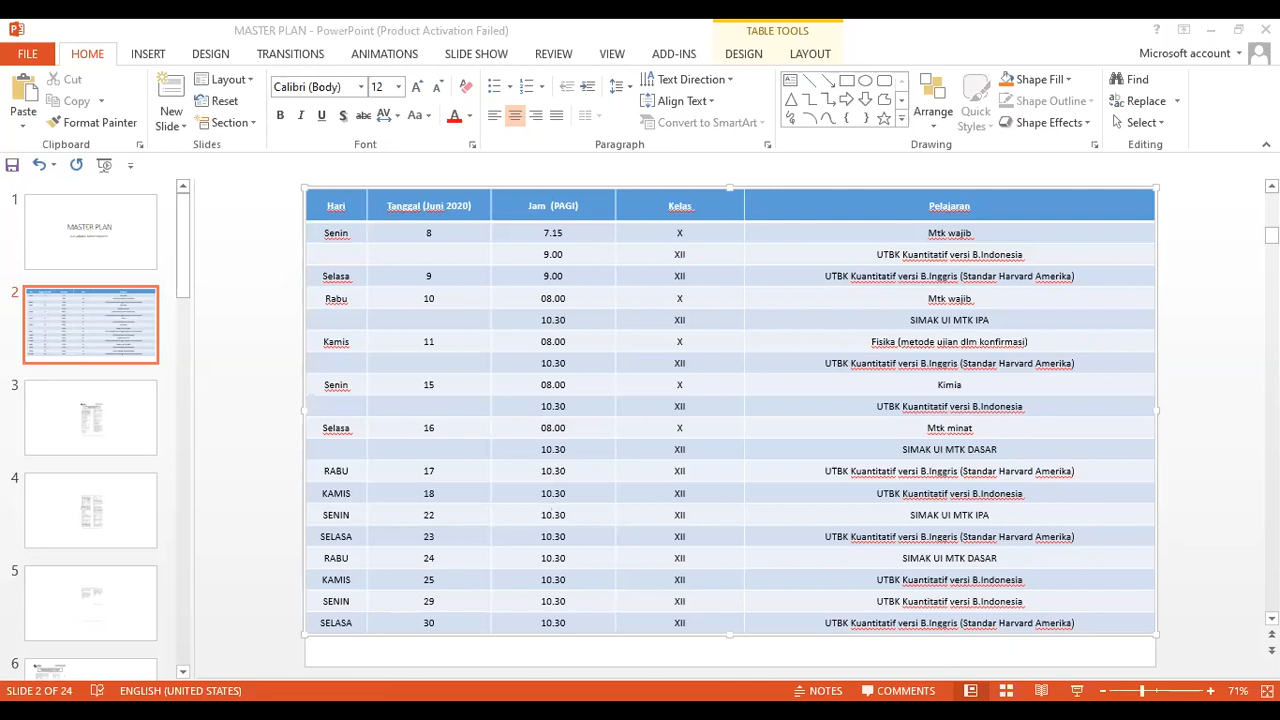 MASTER PLAN - PowerPoint (Product Activation Failed)
TABLE TOOLS
FILE HOME INSERT DESIGN TRANSITIONS ANIMATIONS SLIDE SHOW REVIEW VIEW ADD-INS DESIGN LAYOUT Microsoft account
Paste
Cut
Copy
Format Painter
Clipboard
New Slide
Layout
Reset
Section
Slides
Calibri (Body) 12
Font
Text Direction
Align Text
Convert to SmartArt
Paragraph
Arrange
Quick Styles
Shape Fill
Shape Outline
Shape Effects
Drawing
Find
Replace
Select
Editing
1
MASTER PLAN
2
3
4
5
6
Hari Tanggal (Juni 2020) Jam (PAGI) Kelas Pelajaran
Senin 8 7.15 X Mtk wajib
9.00 XII UTBK Kuantitatif versi B.Indonesia
Selasa 9 9.00 XII UTBK Kuantitatif versi B.Inggris (Standar Harvard Amerika)
Rabu 10 08.00 X Mtk wajib
10.30 XII SIMAK UI MTK IPA
Kamis 11 08.00 X Fisika (metode ujian dlm konfirmasi)
10.30 XII UTBK Kuantitatif versi B.Inggris (Standar Harvard Amerika)
Senin 15 08.00 X Kimia
10.30 XII UTBK Kuantitatif versi B.Indonesia
Selasa 16 08.00 X Mtk minat
10.30 XII SIMAK UI MTK DASAR
RABU 17 10.30 XII UTBK Kuantitatif versi B.Inggris (Standar Harvard Amerika)
KAMIS 18 10.30 XII UTBK Kuantitatif versi B.Indonesia
SENIN 22 10.30 XII SIMAK UI MTK IPA
SELASA 23 10.30 XII UTBK Kuantitatif versi B.Inggris (Standar Harvard Amerika)
RABU 24 10.30 XII SIMAK UI MTK DASAR
KAMIS 25 10.30 XII UTBK Kuantitatif versi B.Indonesia
SENIN 29 10.30 XII UTBK Kuantitatif versi B.Indonesia
SELASA 30 10.30 XII UTBK Kuantitatif versi B.Inggris (Standar Harvard Amerika)
SLIDE 2 OF 24 ENGLISH (UNITED STATES) NOTES COMMENTS 71%